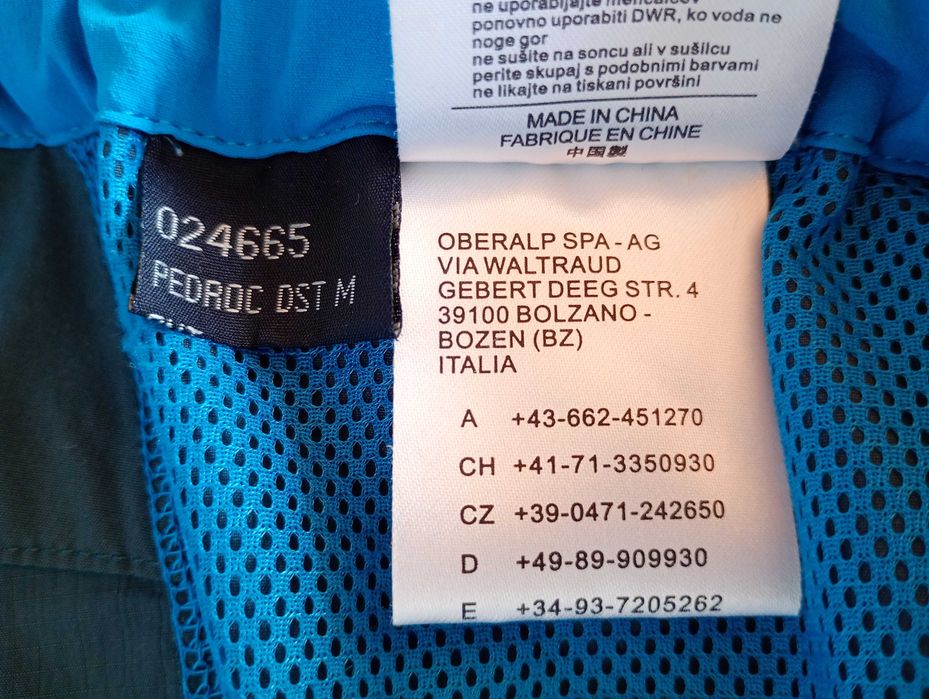 ne uporabljajte mehčalcev
ponovno uporabiti DWR, ko voda ne
noge gor
ne sušite na soncu ali v sušilcu
perite skupaj s podobnimi barvami
ne likajte na tiskani površini
MADE IN CHINA
FABRIQUE EN CHINE
中国製
024665
PEDROC DST M
OBERALP SPA - AG
VIA WALTRAUD
GEBERT DEEG STR. 4
39100 BOLZANO -
BOZEN (BZ)
ITALIA
A +43-662-451270
CH +41-71-3350930
CZ +39-0471-242650
D +49-89-909930
E +34-93-7205262